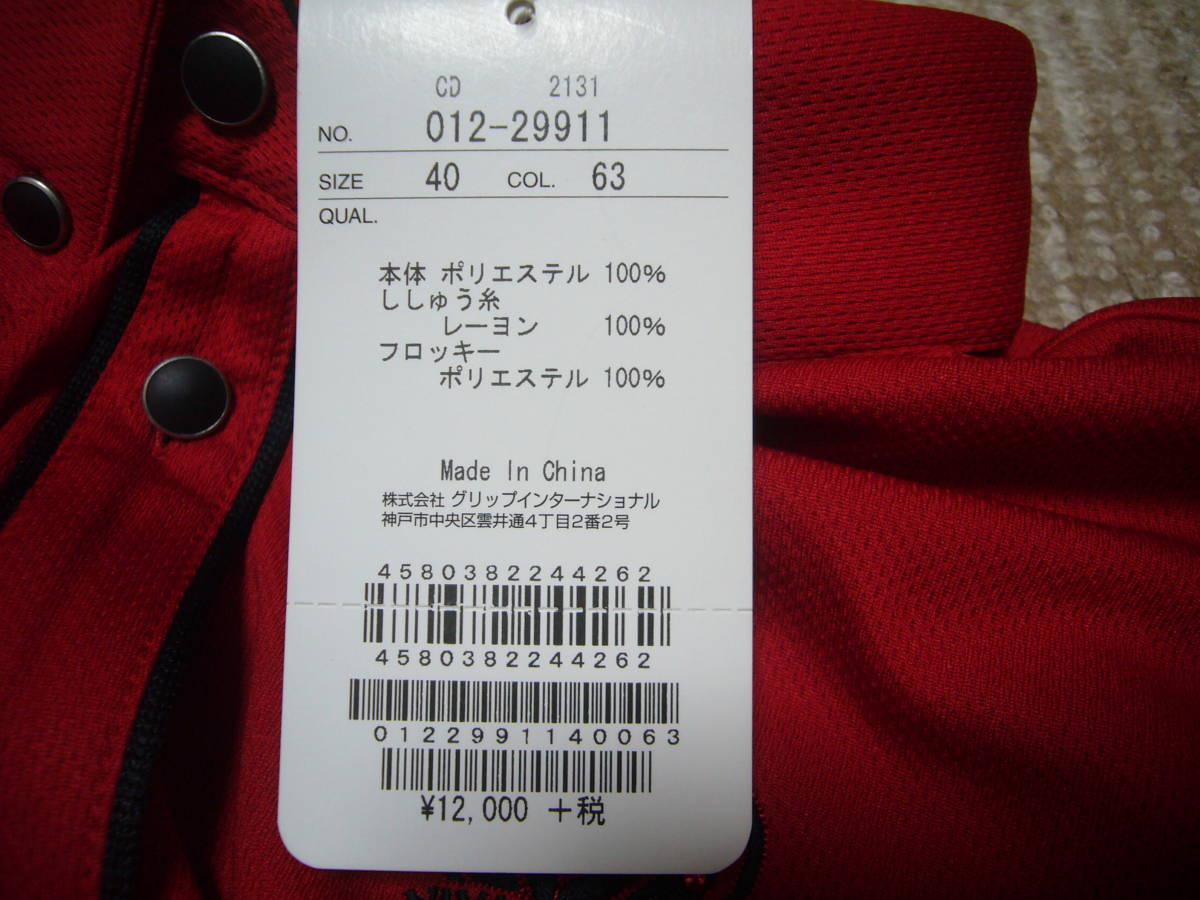 CD 2131
NO. 012-29911
SIZE 40 COL. 63
QUAL.
本体 ポリエステル 100%
ししゅう糸
レーヨン 100%
フロッキー
ポリエステル 100%
Made In China
株式会社 グリップインターナショナル
神戸市中央区雲井通4丁目2番2号
4580382244262
4580382244262
0122991140063
¥12,000 +税